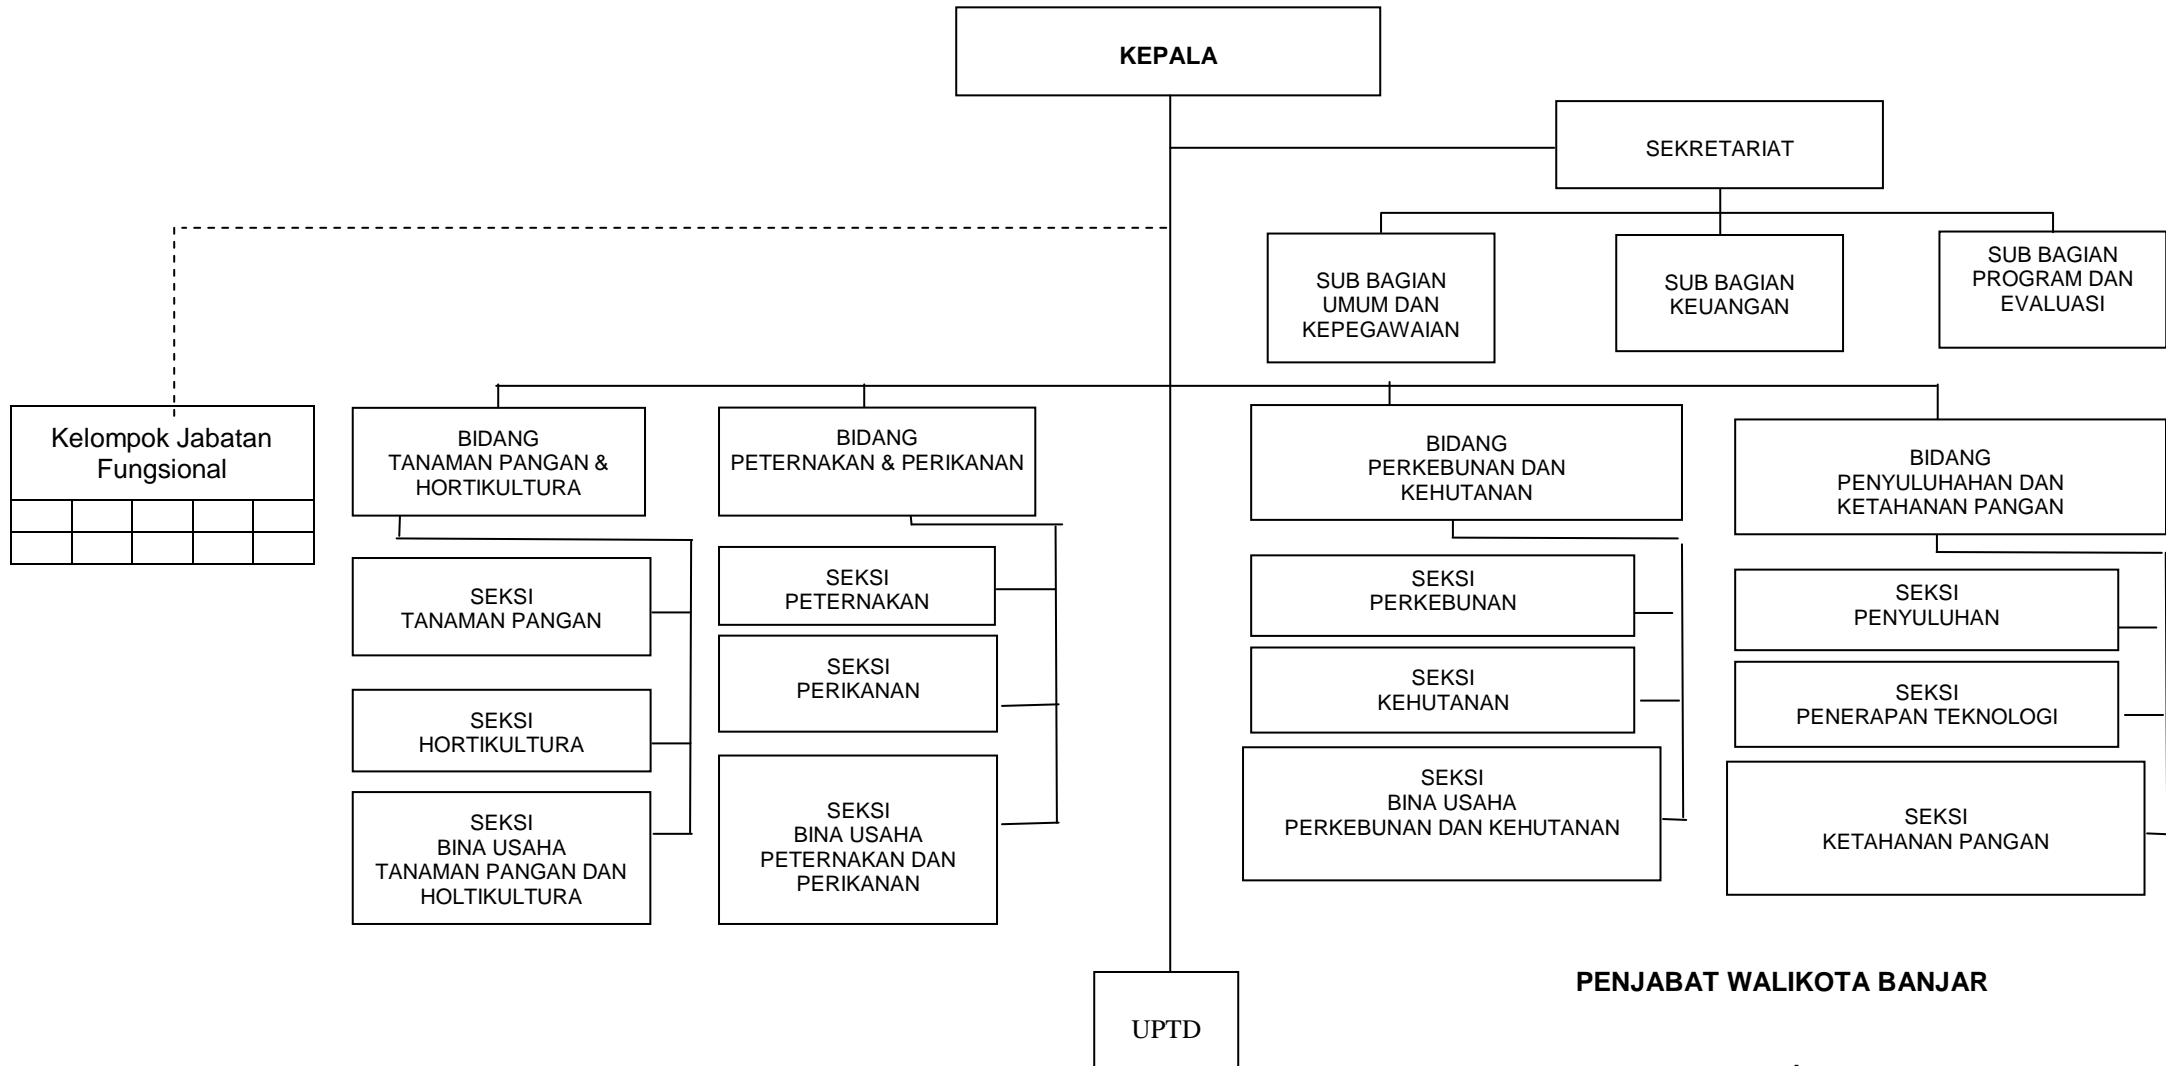 KEPALA
SEKRETARIAT
SUB BAGIAN
UMUM DAN
KEPEGAWAIAN
SUB BAGIAN
KEUANGAN
SUB BAGIAN
PROGRAM DAN
EVALUASI
Kelompok Jabatan
Fungsional
BIDANG
TANAMAN PANGAN &
HORTIKULTURA
BIDANG
PETERNAKAN & PERIKANAN
BIDANG
PERKEBUNAN DAN
KEHUTANAN
BIDANG
PENYULUHAHAN DAN
KETAHANAN PANGAN
SEKSI
TANAMAN PANGAN
SEKSI
HORTIKULTURA
SEKSI
BINA USAHA
TANAMAN PANGAN DAN
HOLTIKULTURA
SEKSI
PETERNAKAN
SEKSI
PERIKANAN
SEKSI
BINA USAHA
PETERNAKAN DAN
PERIKANAN
SEKSI
PERKEBUNAN
SEKSI
KEHUTANAN
SEKSI
BINA USAHA
PERKEBUNAN DAN KEHUTANAN
SEKSI
PENYULUHAN
SEKSI
PENERAPAN TEKNOLOGI
SEKSI
KETAHANAN PANGAN
UPTD
PENJABAT WALIKOTA BANJAR